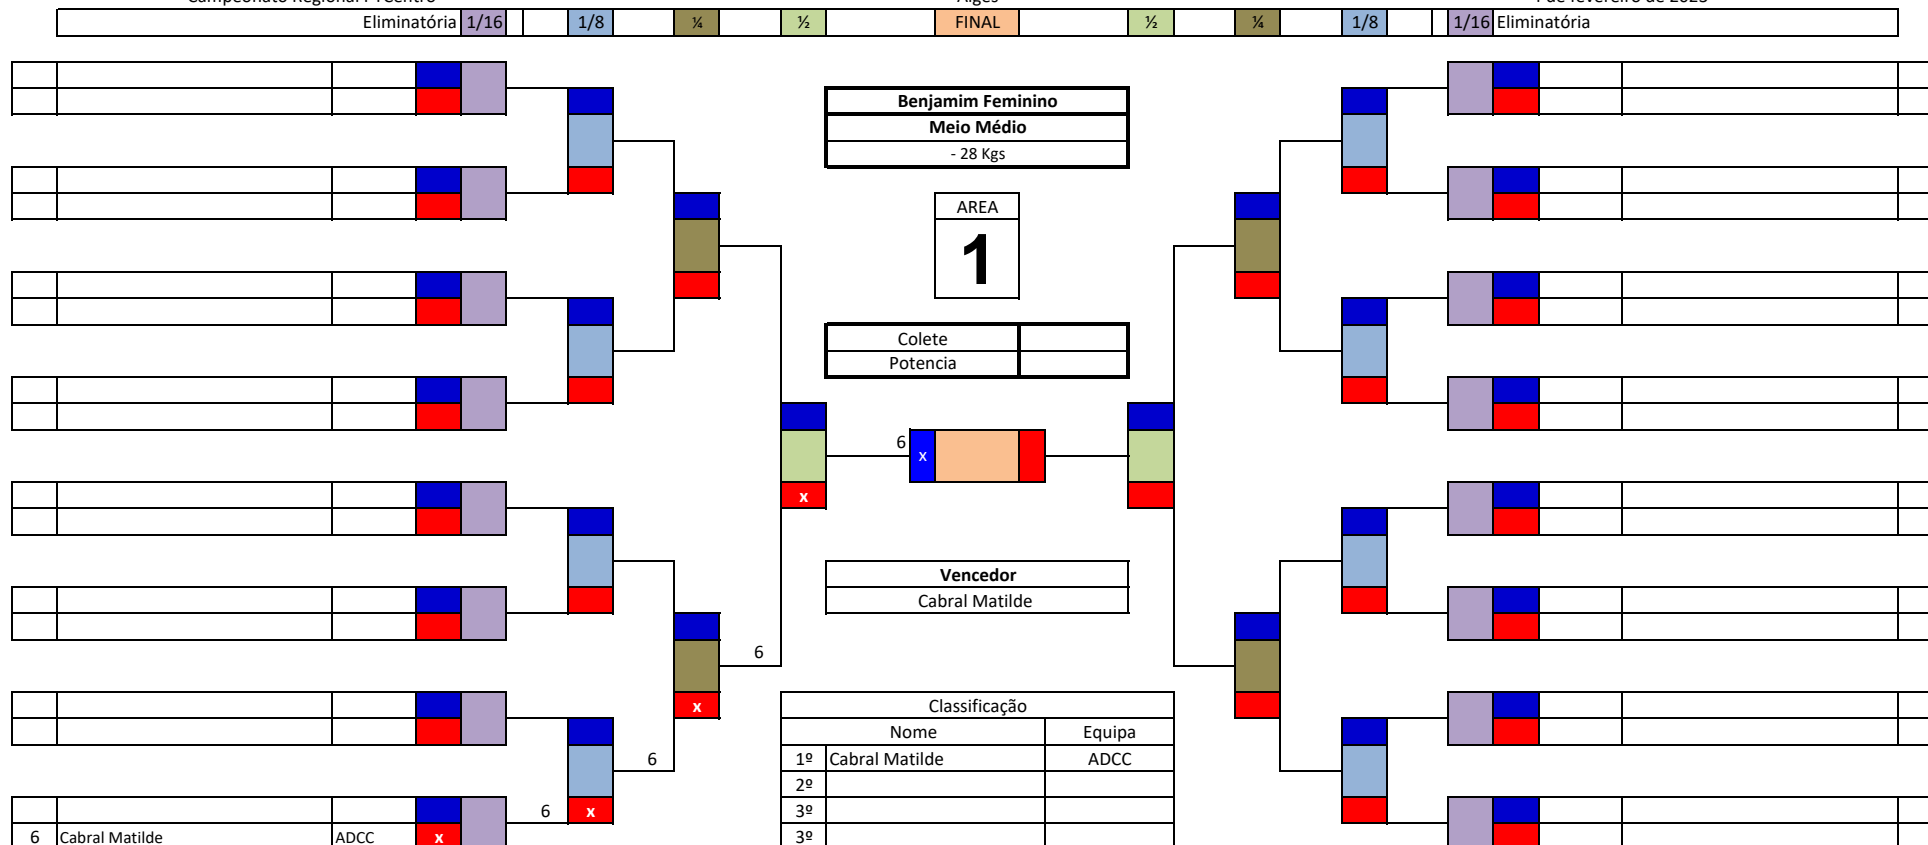 Eliminatória 1/16 1/8 ¼ ½ FINAL ½ ¼ 1/8 1/16 Eliminatória
Benjamim Feminino
Meio Médio
- 28 Kgs
AREA
1
Colete
Potencia
6
x
x
Vencedor
Cabral Matilde
6
x
Classificação
Nome Equipa
6
1º Cabral Matilde ADCC
2º
6 x
3º
6 Cabral Matilde ADCC x
3º